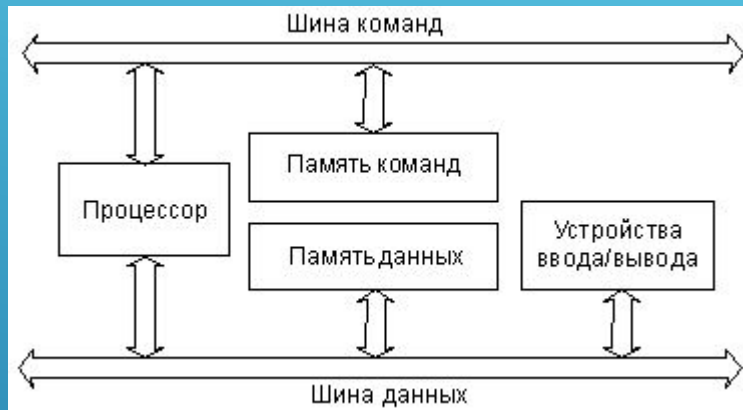 Шина команд
Память команд
Процессор
Память данных
Устройства
ввода/вывода
Шина данных